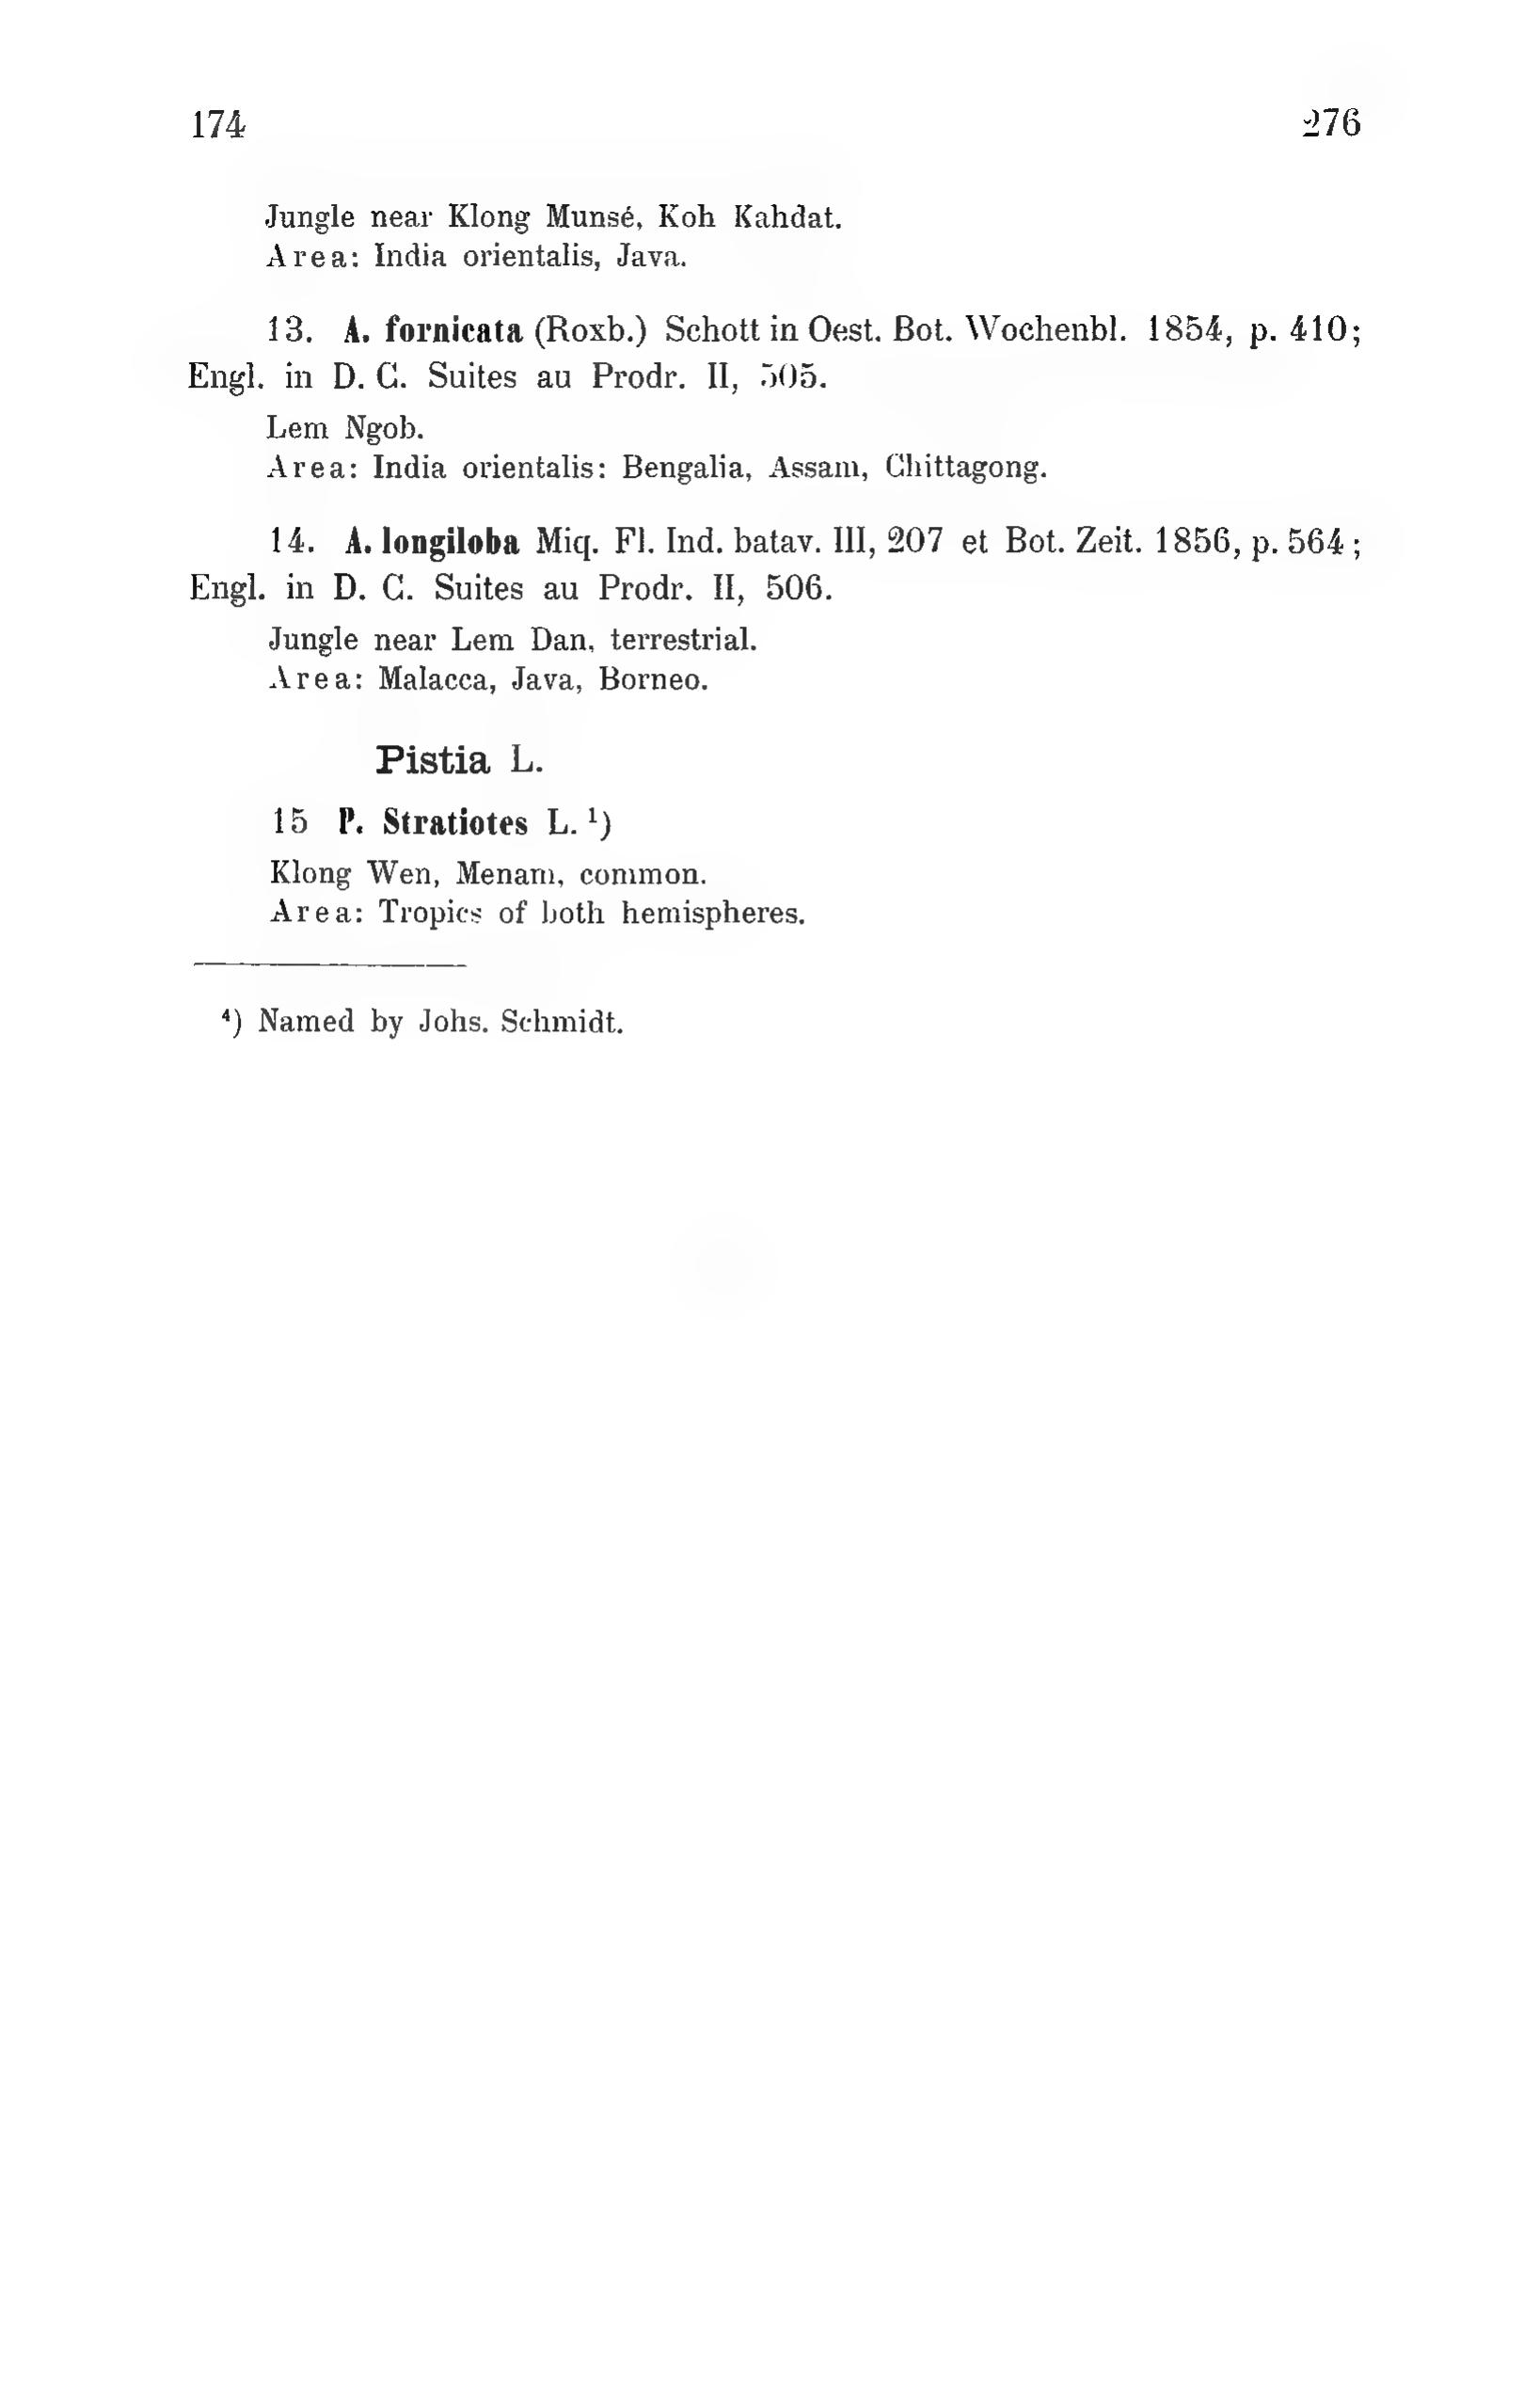 174 276
Jungle near Klong Munsé, Koh Kahdat.
Area: India orientalis, Java.
13. A. fornicata (Roxb.) Schott in Oest. Bot. Wochenbl. 1854, p. 410;
Engl. in D. C. Suites au Prodr. II, 505.
Lem Ngob.
Area: India orientalis: Bengalia, Assam, Chittagong.
14. A. longiloba Miq. Fl. Ind. batav. III, 207 et Bot. Zeit. 1856, p. 564;
Engl. in D. C. Suites au Prodr. II, 506.
Jungle near Lem Dan, terrestrial.
Area: Malacca, Java, Borneo.
Pistia L.
15 P. Stratiotes L. ¹)
Klong Wen, Menam, common.
Area: Tropics of both hemispheres.
⁴) Named by Johs. Schmidt.